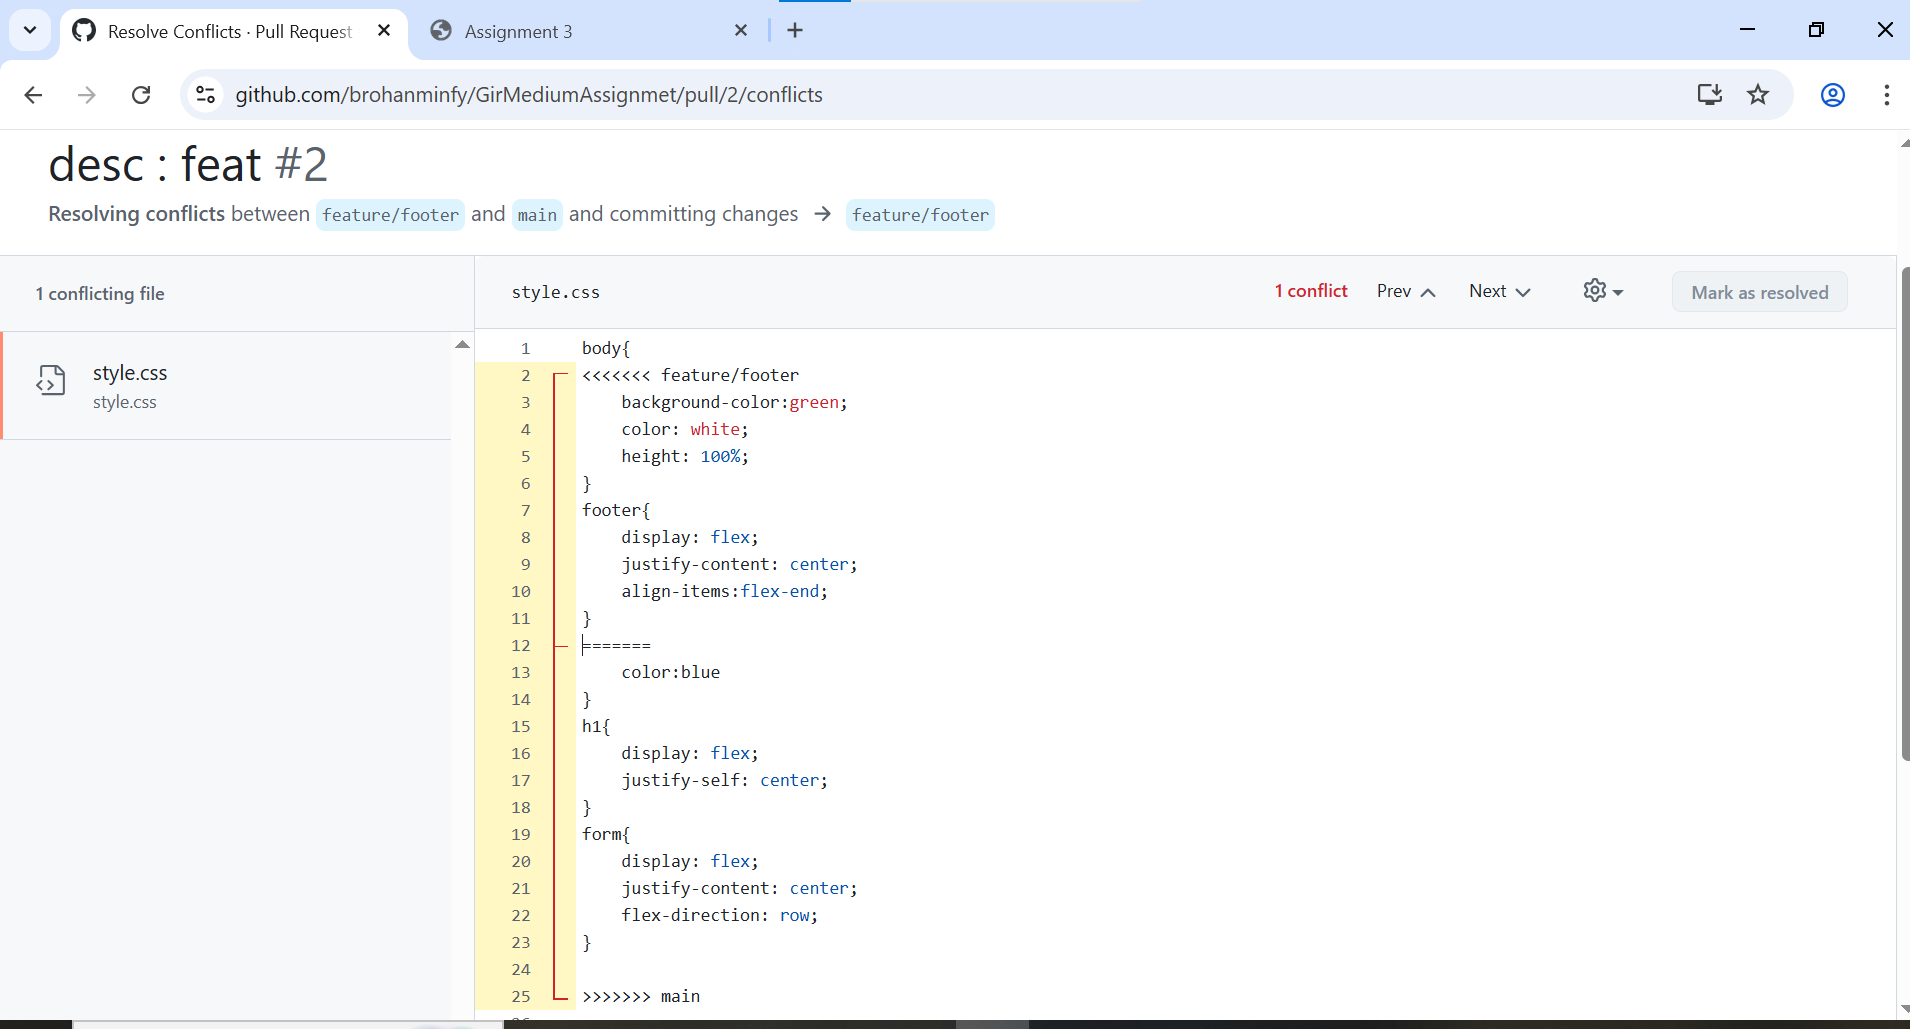 Resolve Conflicts · Pull Request
Assignment 3
github.com/brohanminfy/GirMediumAssignmet/pull/2/conflicts
desc : feat #2
Resolving conflicts between feature/footer and main and committing changes → feature/footer
1 conflicting file
style.css
1 conflict
Prev
Next
Mark as resolved
style.css
style.css
1 body{
2 <<<<<<< feature/footer
3     background-color:green;
4     color: white;
5     height: 100%;
6 }
7 footer{
8     display: flex;
9     justify-content: center;
10     align-items:flex-end;
11 }
12 =======
13     color:blue
14 }
15 h1{
16     display: flex;
17     justify-self: center;
18 }
19 form{
20     display: flex;
21     justify-content: center;
22     flex-direction: row;
23 }
24
25 >>>>>>> main